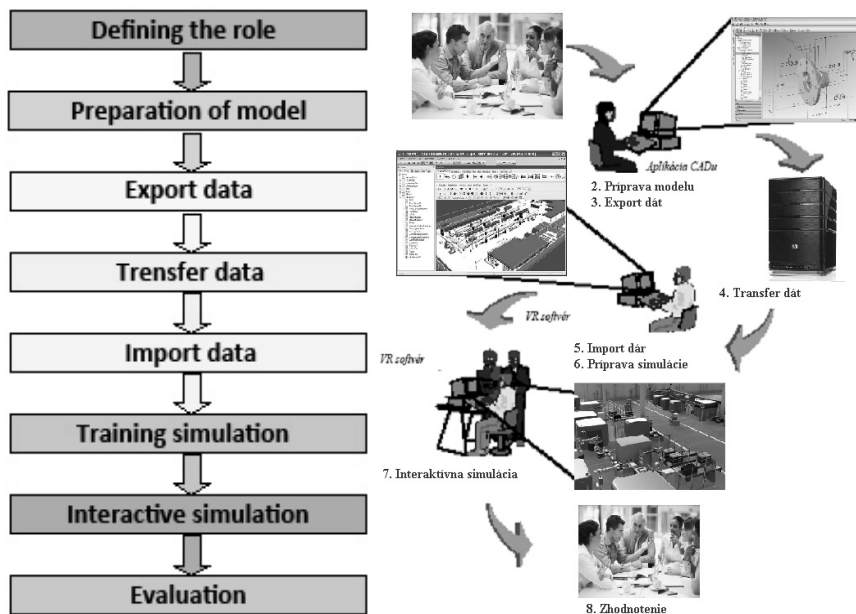 Defining the role
Preparation of model
Export data
Trensfer data
Import data
Training simulation
Interactive simulation
Evaluation
Aplikácia CADu
2. Príprava modelu
3. Export dát
4. Transfer dát
VR softvér
5. Import dár
6. Príprava simulácie
VR softvér
7. Interaktívna simulácia
8. Zhodnotenie